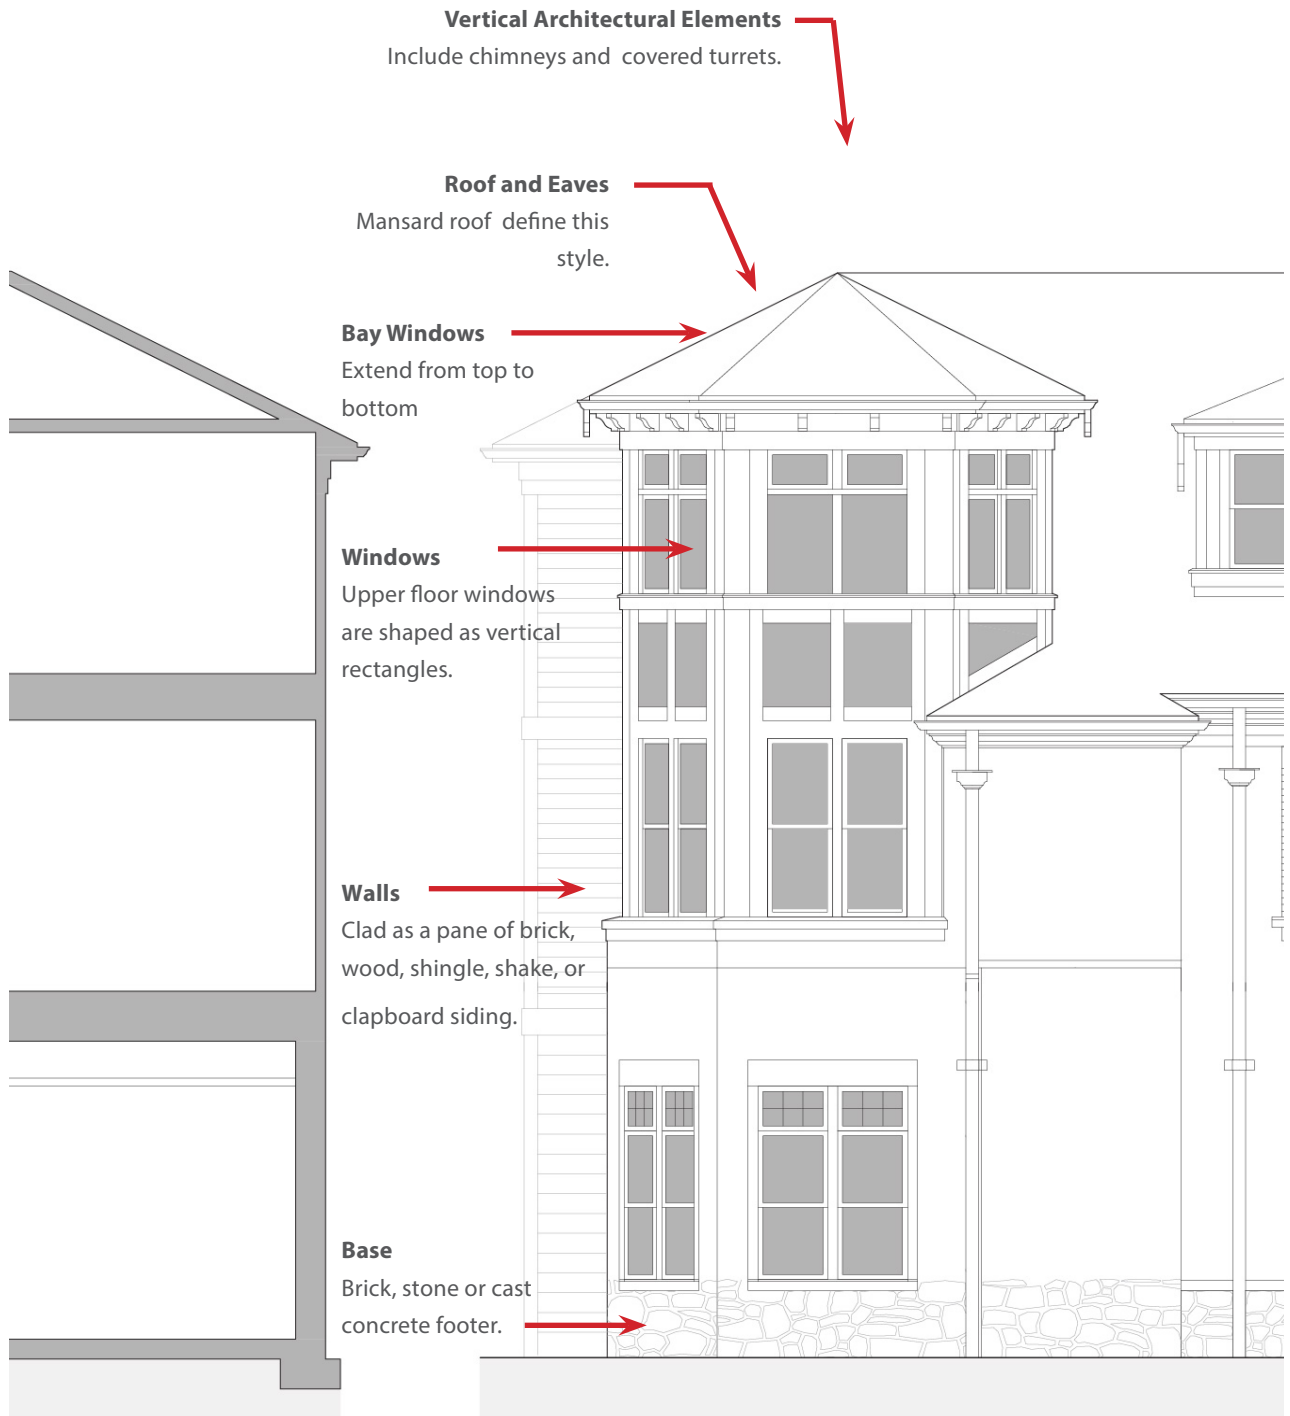 Vertical Architectural Elements
Include chimneys and covered turrets.
Roof and Eaves
Mansard roof define this
style.
Bay Windows
Extend from top to
bottom
Windows
Upper floor windows
are shaped as vertical
rectangles.
Walls
Clad as a pane of brick,
wood, shingle, shake, or
clapboard siding.
Base
Brick, stone or cast
concrete footer.